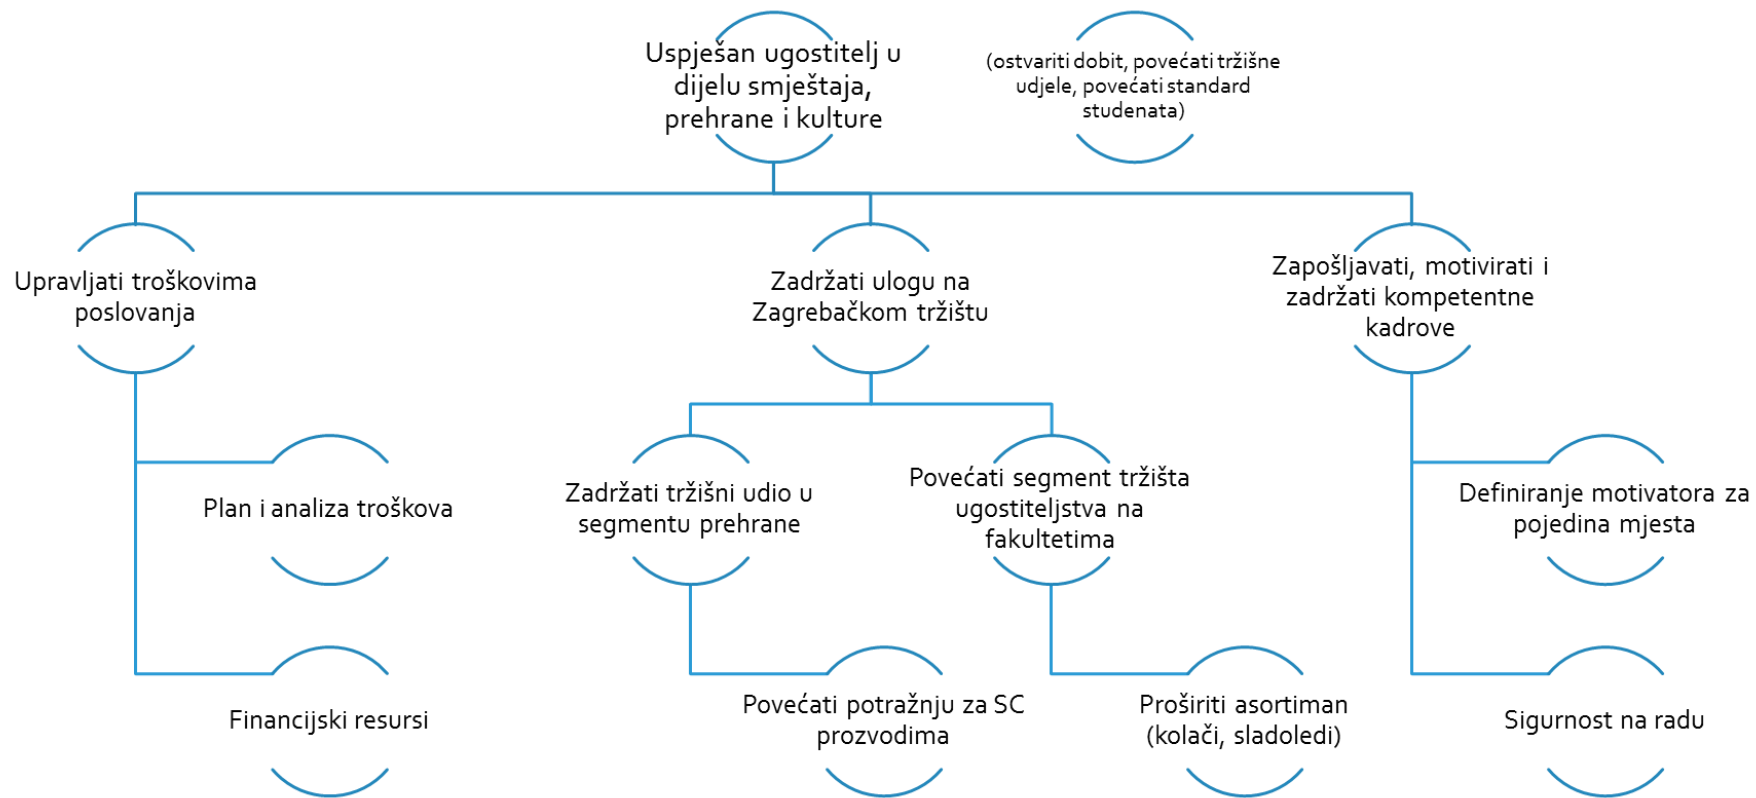 Uspješan ugostitelj u
dijelu smještaja,
prehrane i kulture
(ostvariti dobit, povećati tržišne
udjele, povećati standard
studenata)
Upravljati troškovima
poslovanja
Zadržati ulogu na
Zagrebačkom tržištu
Zapošljavati, motivirati i
zadržati kompetentne
kadrove
Plan i analiza troškova
Zadržati tržišni udio u
segmentu prehrane
Povećati segment tržišta
ugostiteljstva na
fakultetima
Definiranje motivatora za
pojedina mjesta
Financijski resursi
Povećati potražnju za SC
prozvodima
Proširiti asortiman
(kolači, sladoledi)
Sigurnost na radu